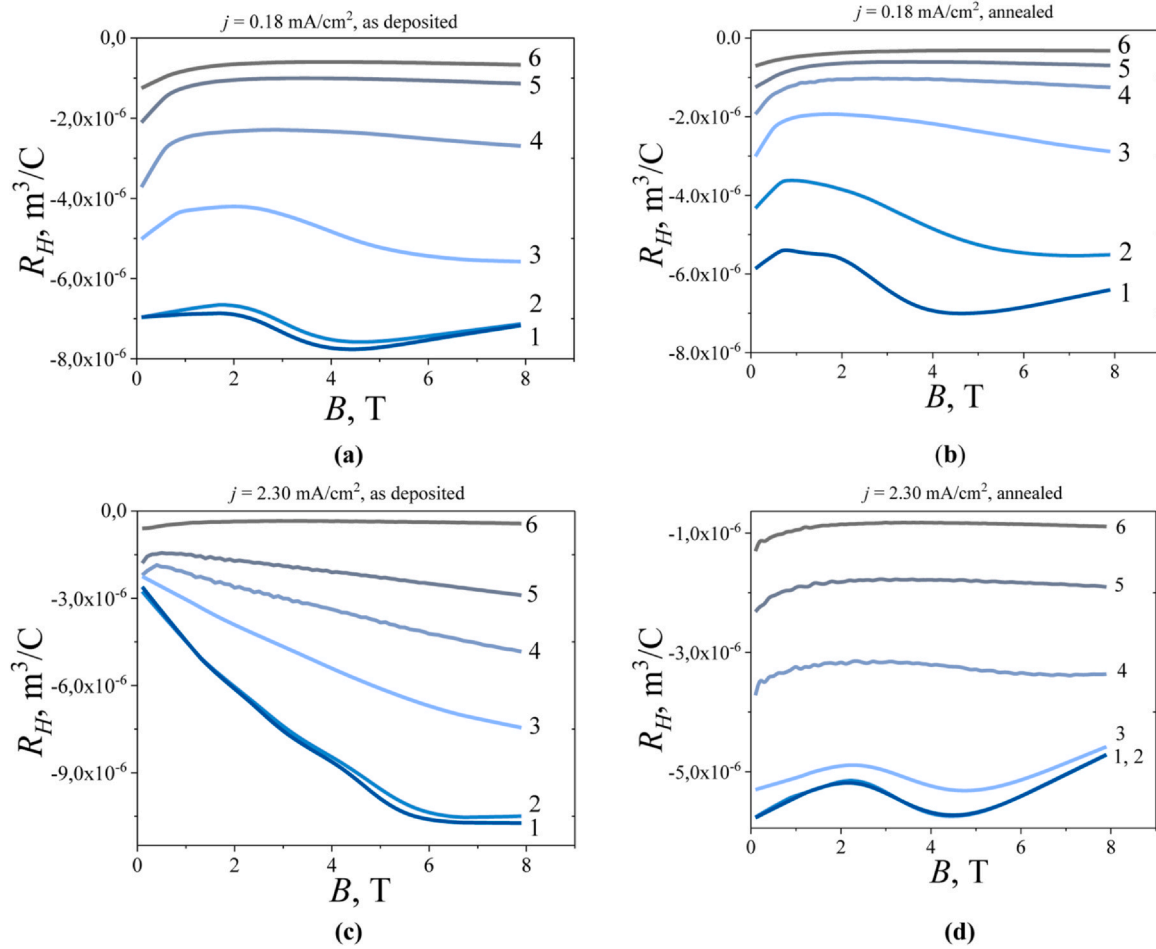 j = 0.18 mA/cm², as deposited
0,0
-2,0x10⁻⁶
-4,0x10⁻⁶
-6,0x10⁻⁶
-8,0x10⁻⁶
R_H, m³/C
6
5
4
3
2
1
0 2 4 6 8
B, T
(a)
j = 0.18 mA/cm², annealed
0.0
-2.0x10⁻⁶
-4.0x10⁻⁶
-6.0x10⁻⁶
-8.0x10⁻⁶
R_H, m³/C
6
5
4
3
2
1
0 2 4 6 8
B, T
(b)
j = 2.30 mA/cm², as deposited
0,0
-3,0x10⁻⁶
-6,0x10⁻⁶
-9,0x10⁻⁶
R_H, m³/C
6
5
4
3
2
1
0 2 4 6 8
B, T
(c)
j = 2.30 mA/cm², annealed
-1,0x10⁻⁶
-3,0x10⁻⁶
-5,0x10⁻⁶
R_H, m³/C
6
5
4
3
1, 2
0 2 4 6 8
B, T
(d)